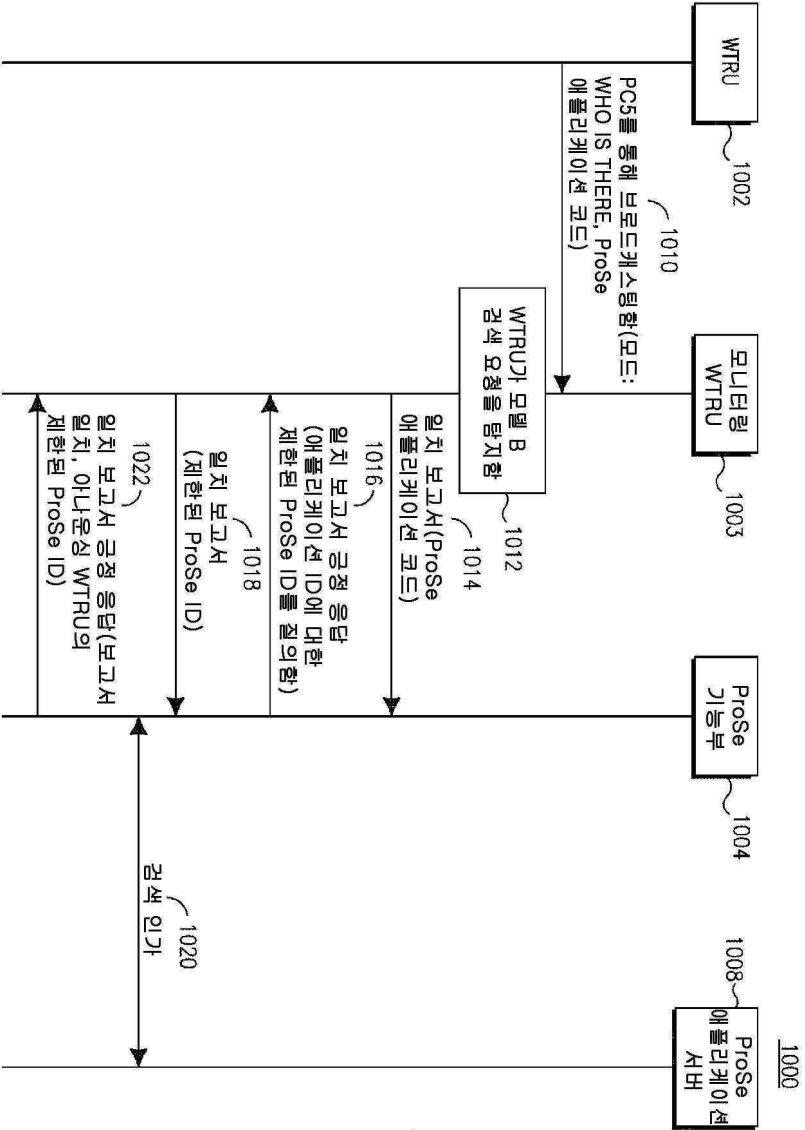 1000
WTRU
1002
모니터링
WTRU
1003
ProSe
기능부
1004
ProSe
애플리케이션
서버
1008
1010
PC5를 통해 브로드캐스팅함(모드:
WHO IS THERE, ProSe
애플리케이션 코드)
WTRU가 모델 B
검색 요청을 탐지함
1012
1014
일치 보고서(ProSe
애플리케이션 코드)
1016
일치 보고서 긍정 응답
(애플리케이션 ID에 대한
제한된 ProSe ID를 질의함)
1018
일치 보고서
(제한된 ProSe ID)
1020
검색 인가
1022
일치 보고서 긍정 응답(보고서
일치, 아나운싱 WTRU의
제한된 ProSe ID)